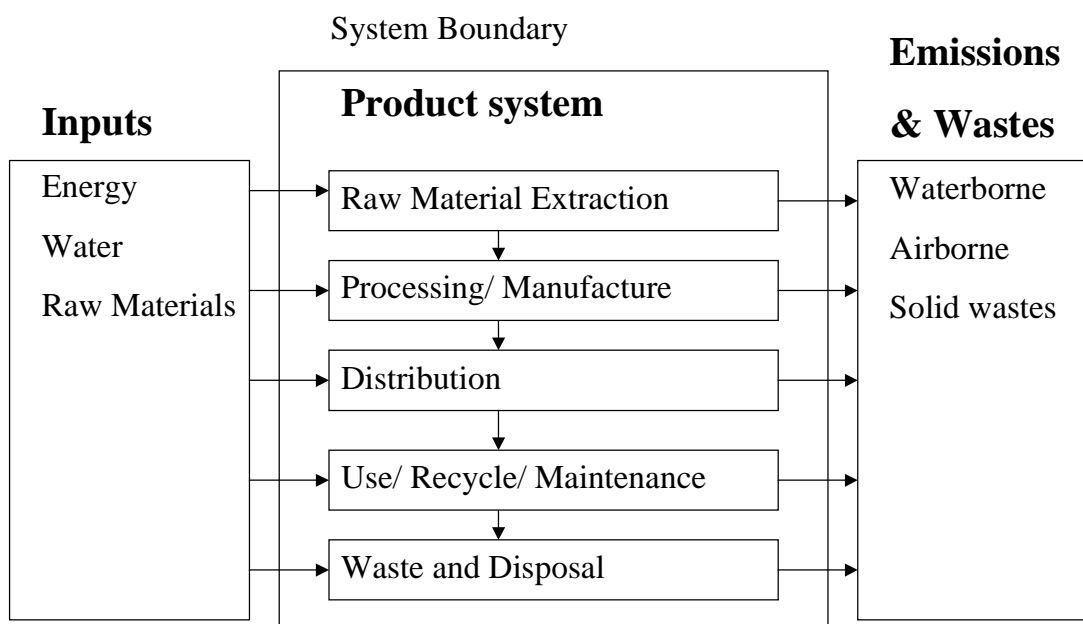 System Boundary
Inputs
Energy
Water
Raw Materials
Product system
Raw Material Extraction
Processing/ Manufacture
Distribution
Use/ Recycle/ Maintenance
Waste and Disposal
Emissions
& Wastes
Waterborne
Airborne
Solid wastes